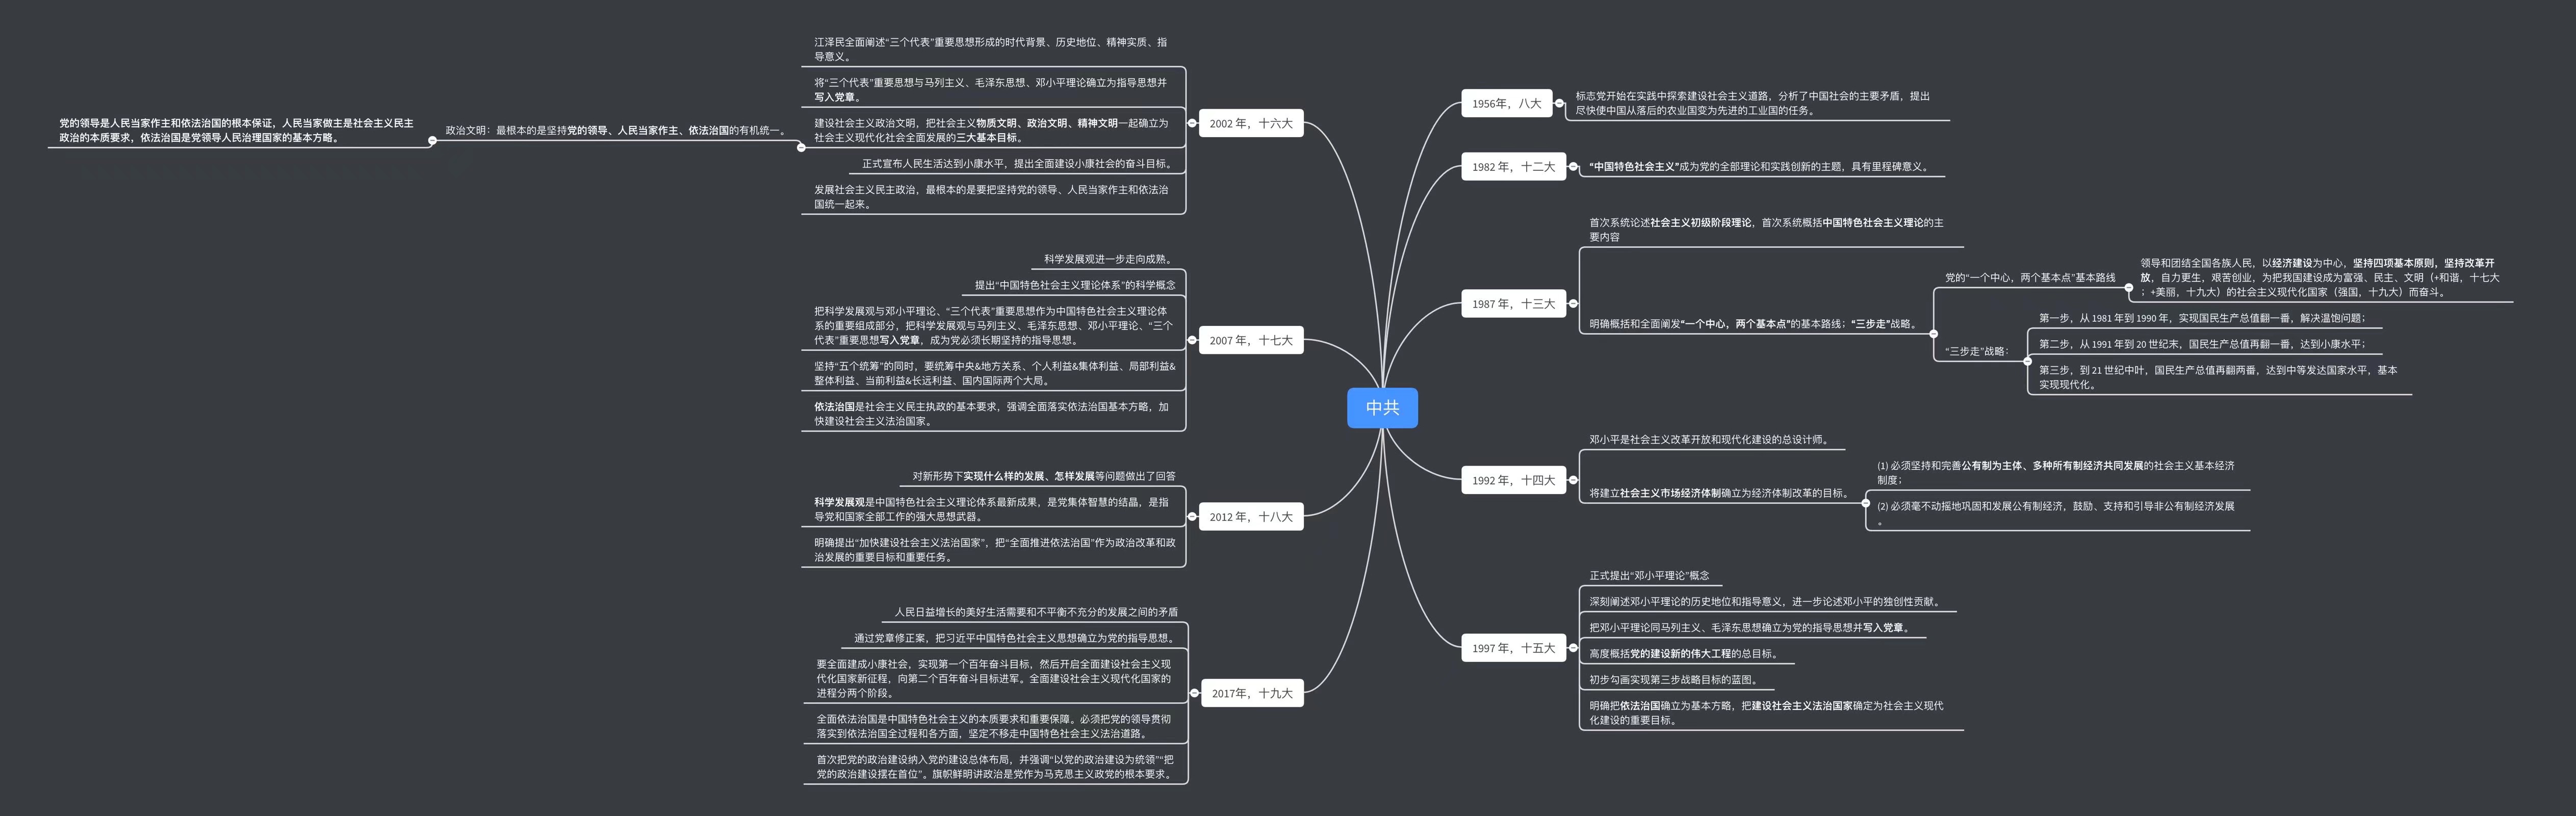 中共
1956年，八大
标志党开始在实践中探索建设社会主义道路，分析了中国社会的主要矛盾，提出
尽快使中国从落后的农业国变为先进的工业国的任务。
1982 年，十二大
“中国特色社会主义”成为党的全部理论和实践创新的主题，具有里程碑意义。
1987 年，十三大
首次系统论述社会主义初级阶段理论，首次系统概括中国特色社会主义理论的主
要内容
明确概括和全面阐发“一个中心，两个基本点”的基本路线；“三步走”战略。
党的“一个中心，两个基本点”基本路线
领导和团结全国各族人民，以经济建设为中心，坚持四项基本原则，坚持改革开
放，自力更生，艰苦创业，为把我国建设成为富强、民主、文明（+和谐，十七大
；+美丽，十九大）的社会主义现代化国家（强国，十九大）而奋斗。
“三步走”战略：
第一步，从 1981 年到 1990 年，实现国民生产总值翻一番，解决温饱问题；
第二步，从 1991 年到 20 世纪末，国民生产总值再翻一番，达到小康水平；
第三步，到 21 世纪中叶，国民生产总值再翻两番，达到中等发达国家水平，基本
实现现代化。
1992 年，十四大
邓小平是社会主义改革开放和现代化建设的总设计师。
将建立社会主义市场经济体制确立为经济体制改革的目标。
(1) 必须坚持和完善公有制为主体、多种所有制经济共同发展的社会主义基本经济
制度；
(2) 必须毫不动摇地巩固和发展公有制经济，鼓励、支持和引导非公有制经济发展
。
1997 年，十五大
正式提出“邓小平理论”概念
深刻阐述邓小平理论的历史地位和指导意义，进一步论述邓小平的独创性贡献。
把邓小平理论同马列主义、毛泽东思想确立为党的指导思想并写入党章。
高度概括党的建设新的伟大工程的总目标。
初步勾画实现第三步战略目标的蓝图。
明确把依法治国确立为基本方略，把建设社会主义法治国家确定为社会主义现代
化建设的重要目标。
2002 年，十六大
江泽民全面阐述“三个代表”重要思想形成的时代背景、历史地位、精神实质、指
导意义。
将“三个代表”重要思想与马列主义、毛泽东思想、邓小平理论确立为指导思想并
写入党章。
建设社会主义政治文明，把社会主义物质文明、政治文明、精神文明一起确立为
社会主义现代化社会全面发展的三大基本目标。
政治文明：最根本的是坚持党的领导、人民当家作主、依法治国的有机统一。
党的领导是人民当家作主和依法治国的根本保证，人民当家做主是社会主义民主
政治的本质要求，依法治国是党领导人民治理国家的基本方略。
正式宣布人民生活达到小康水平，提出全面建设小康社会的奋斗目标。
发展社会主义民主政治，最根本的是要把坚持党的领导、人民当家作主和依法治
国统一起来。
2007 年，十七大
科学发展观进一步走向成熟。
提出“中国特色社会主义理论体系”的科学概念
把科学发展观与邓小平理论、“三个代表”重要思想作为中国特色社会主义理论体
系的重要组成部分，把科学发展观与马列主义、毛泽东思想、邓小平理论、“三个
代表”重要思想写入党章，成为党必须长期坚持的指导思想。
坚持“五个统筹”的同时，要统筹中央&地方关系、个人利益&集体利益、局部利益&
整体利益、当前利益&长远利益、国内国际两个大局。
依法治国是社会主义民主执政的基本要求，强调全面落实依法治国基本方略，加
快建设社会主义法治国家。
2012 年，十八大
对新形势下实现什么样的发展、怎样发展等问题做出了回答
科学发展观是中国特色社会主义理论体系最新成果，是党集体智慧的结晶，是指
导党和国家全部工作的强大思想武器。
明确提出“加快建设社会主义法治国家”，把“全面推进依法治国”作为政治改革和政
治发展的重要目标和重要任务。
2017年，十九大
人民日益增长的美好生活需要和不平衡不充分的发展之间的矛盾
通过党章修正案，把习近平中国特色社会主义思想确立为党的指导思想。
要全面建成小康社会，实现第一个百年奋斗目标，然后开启全面建设社会主义现
代化国家新征程，向第二个百年奋斗目标进军。全面建设社会主义现代化国家的
进程分两个阶段。
全面依法治国是中国特色社会主义的本质要求和重要保障。必须把党的领导贯彻
落实到依法治国全过程和各方面，坚定不移走中国特色社会主义法治道路。
首次把党的政治建设纳入党的建设总体布局，并强调“以党的政治建设为统领”“把
党的政治建设摆在首位”。旗帜鲜明讲政治是党作为马克思主义政党的根本要求。